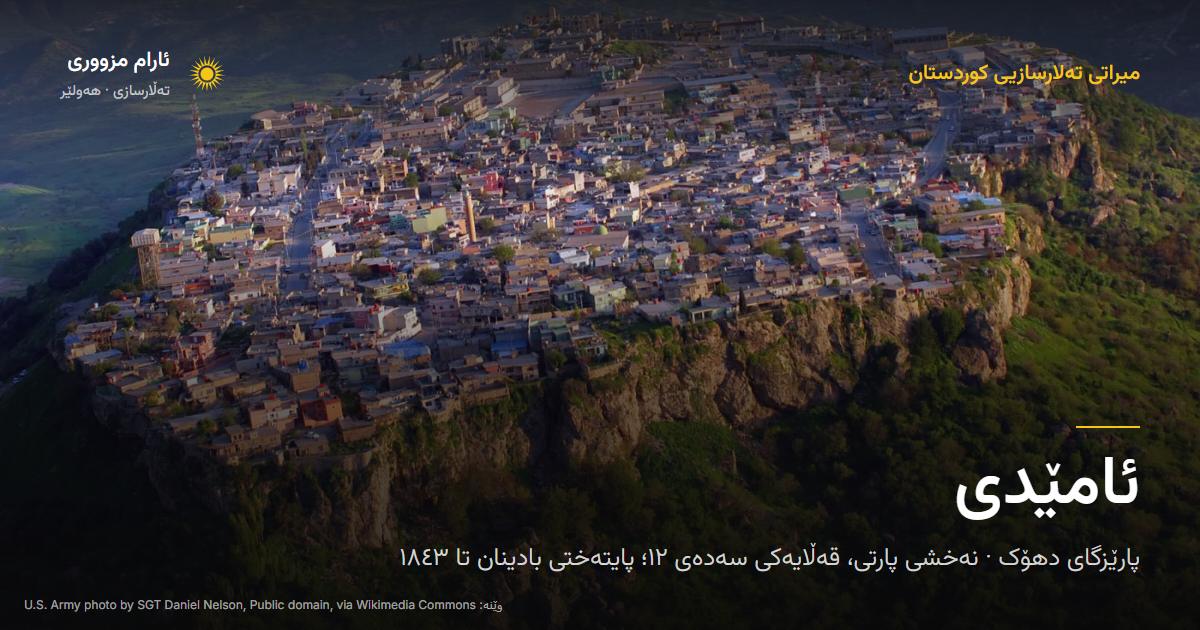 میراتی تەلارسازیی کوردستان
ئارام مزووری
تەڵارسازی · هەولێر
ئامێدی
پارێزگای دهۆک · نەخشی پارتی، قەڵایەکی سەدەی ١٢؛ پایتەختی بادینان تا ١٨٤٣
وێنە: U.S. Army photo by SGT Daniel Nelson, Public domain, via Wikimedia Commons